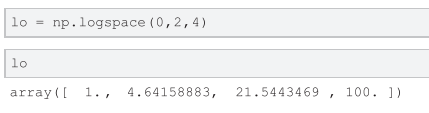 lo = np.logspace(0,2,4)
lo
array([ 1., 4.64158883, 21.5443469 , 100. ])